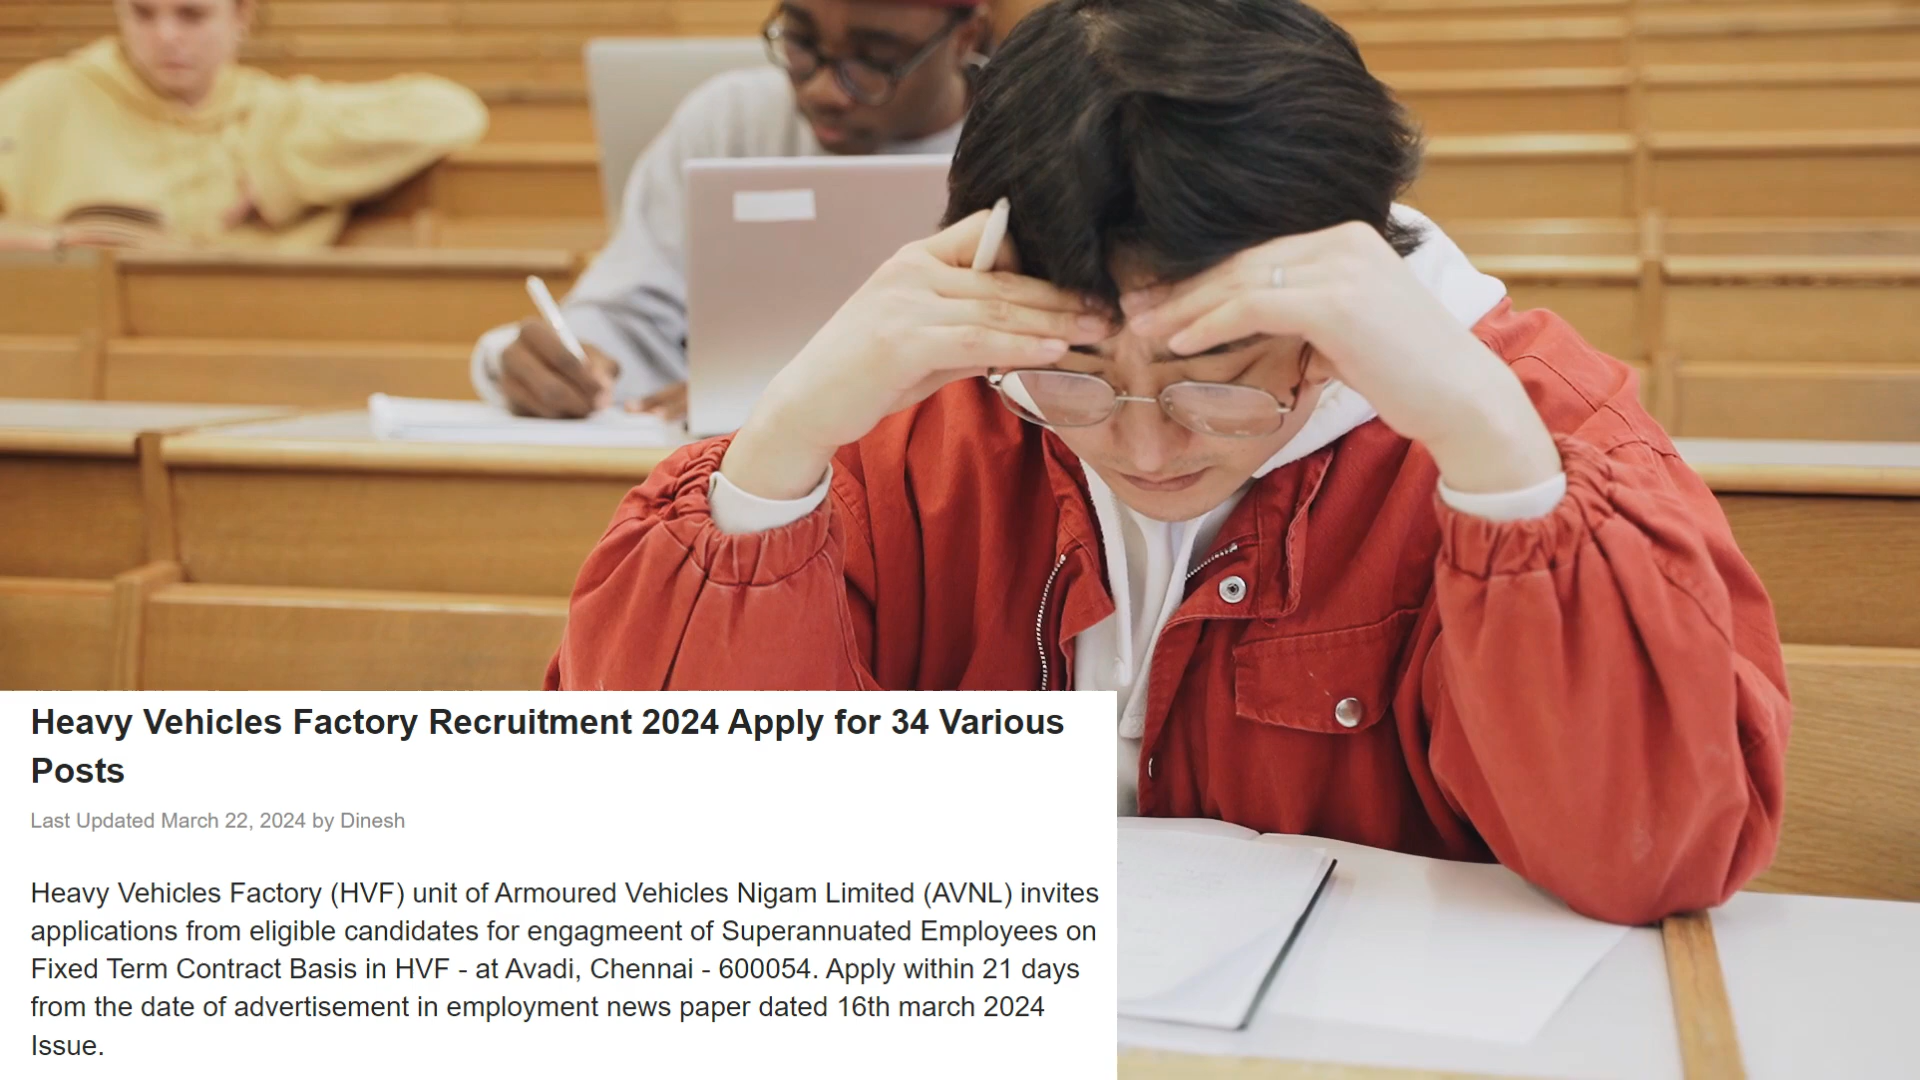 Heavy Vehicles Factory Recruitment 2024 Apply for 34 Various
Posts
Last Updated March 22, 2024 by Dinesh
Heavy Vehicles Factory (HVF) unit of Armoured Vehicles Nigam Limited (AVNL) invites
applications from eligible candidates for engagmeent of Superannuated Employees on
Fixed Term Contract Basis in HVF - at Avadi, Chennai - 600054. Apply within 21 days
from the date of advertisement in employment news paper dated 16th march 2024
Issue.